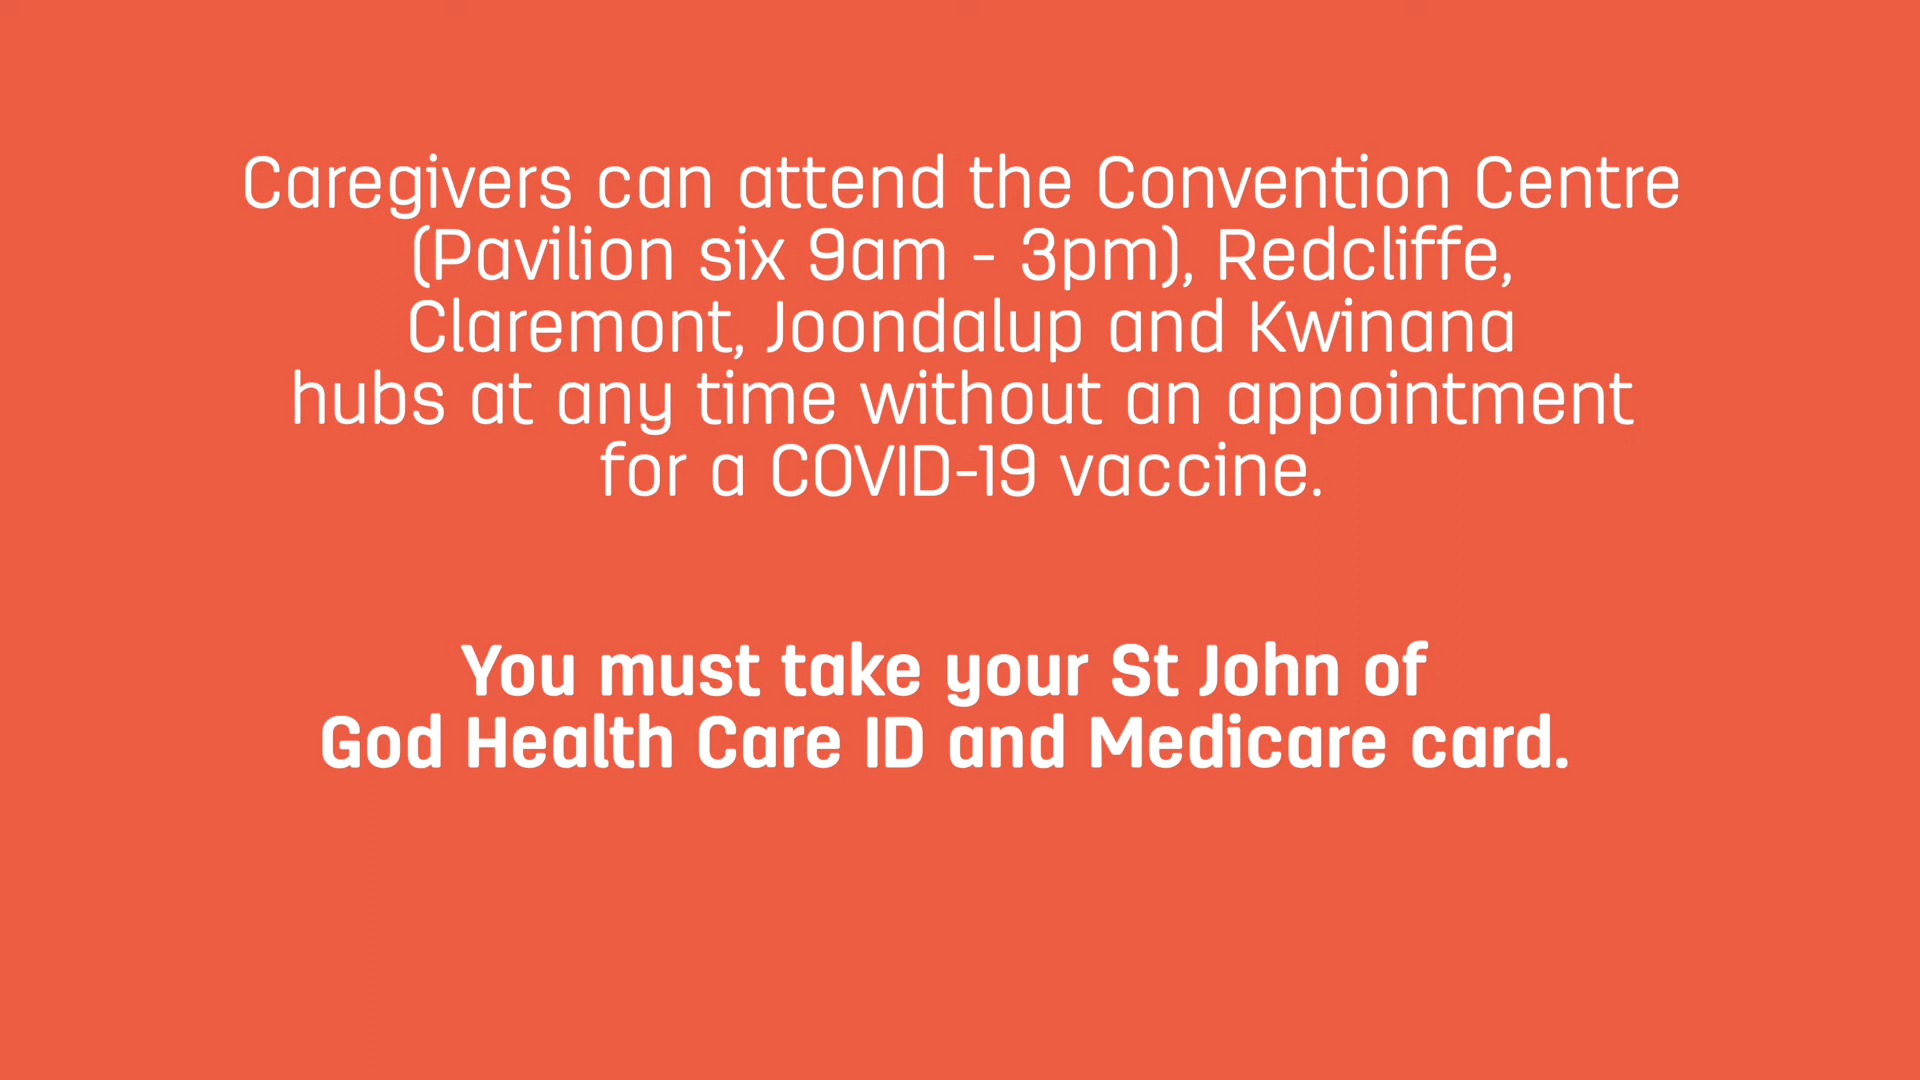 Caregivers can attend the Convention Centre
(Pavilion six 9am - 3pm), Redcliffe,
Claremont, Joondalup and Kwinana
hubs at any time without an appointment
for a COVID-19 vaccine.
You must take your St John of
God Health Care ID and Medicare card.